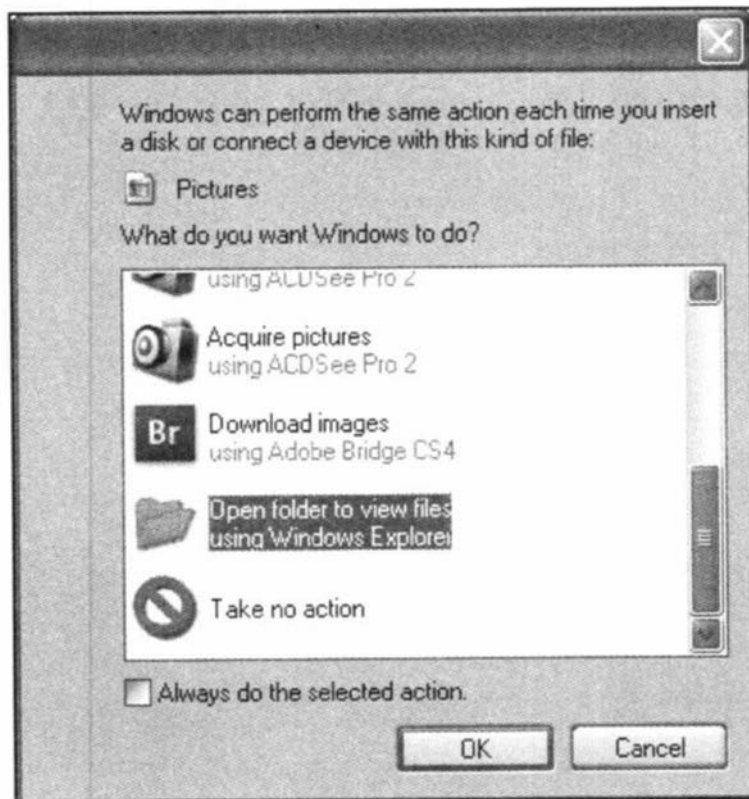 Windows can perform the same action each time you insert
a disk or connect a device with this kind of file:
Pictures
What do you want Windows to do?
using ACDSee Pro 2
Acquire pictures
using ACDSee Pro 2
Br
Download images
using Adobe Bridge CS4
Open folder to view files
using Windows Explorer
Take no action
Always do the selected action.
OK
Cancel